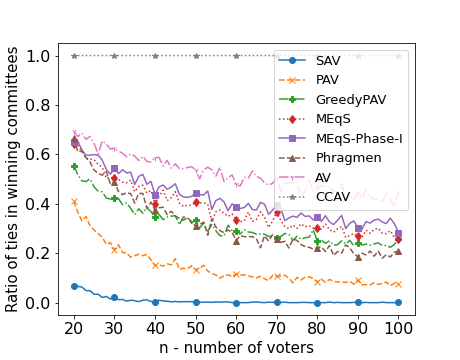 1.0
0.8
0.6
0.4
0.2
0.0
Ratio of ties in winning committees
SAV
PAV
GreedyPAV
MEqS
MEqS-Phase-I
Phragmen
AV
CCAV
20 30 40 50 60 70 80 90 100
n - number of voters